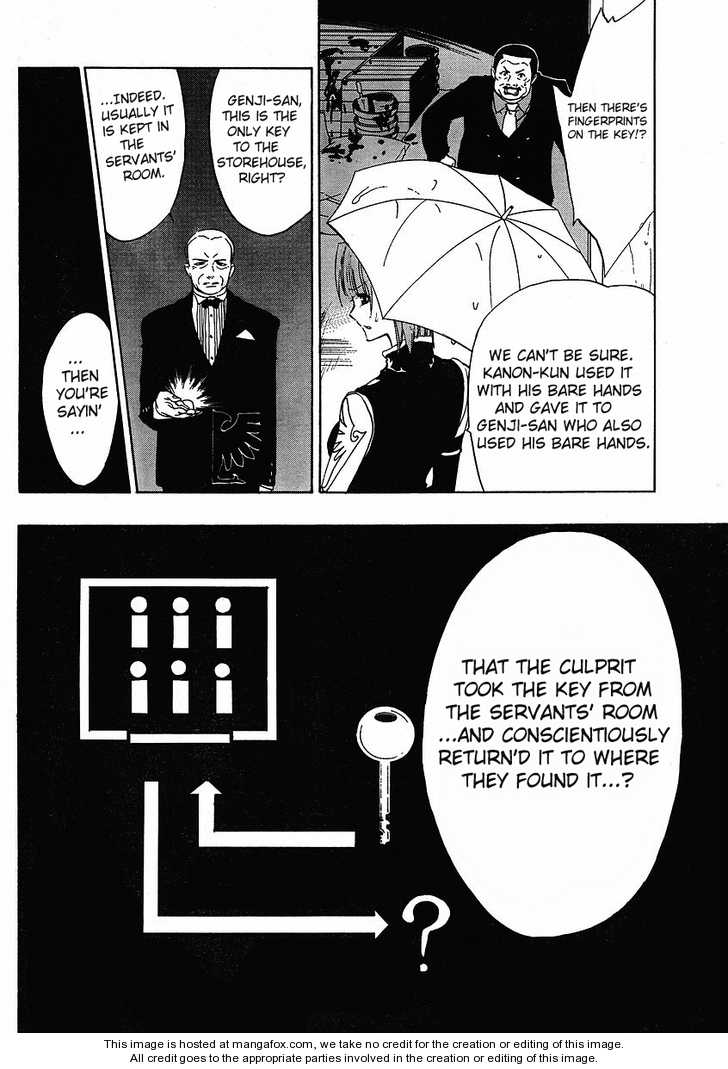 THEN THERE'S
FINGERPRINTS
ON THE KEY!?
WE CAN'T BE SURE.
KANON-KUN USED IT
WITH HIS BARE HANDS
AND GAVE IT TO
GENJI-SAN WHO ALSO
USED HIS BARE HANDS.
GENJI-SAN,
THIS IS THE
ONLY KEY
TO THE
STOREHOUSE,
RIGHT?
...INDEED.
USUALLY IT
IS KEPT IN
THE
SERVANTS'
ROOM.
...
THEN
YOU'RE
SAYIN'
...
THAT THE CULPRIT
TOOK THE KEY FROM
THE SERVANTS' ROOM
...AND CONSCIENTIOUSLY
RETURN'D IT TO WHERE
THEY FOUND IT...?
?
This image is hosted at mangafox.com, we take no credit for the creation or editing of this image.
All credit goes to the appropriate parties involved in the creation or editing of this image.